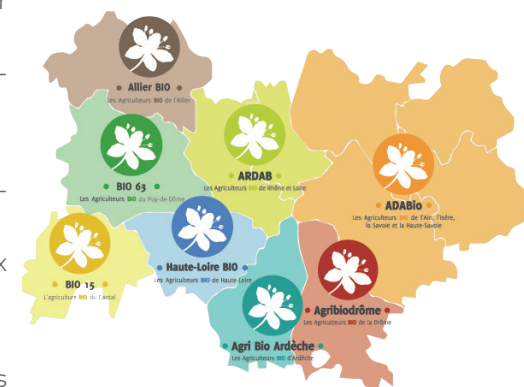 Allier BIO
Les Agriculteurs BIO de l'Allier
BIO 63
Les Agriculteurs BIO du Puy-de-Dôme
ARDAB
Les Agriculteurs BIO de Rhône et Loire
ADABio
Les Agriculteurs BIO de l'Ain, l'Isère,
la Savoie et la Haute-Savoie
BIO 15
L'agriculture BIO du Cantal
Haute-Loire BIO
Les Agriculteurs BIO de Haute-Loire
Agribiodrôme
Les Agriculteurs BIO de la Drôme
Agri Bio Ardèche
Les Agriculteurs BIO d'Ardèche
x
s